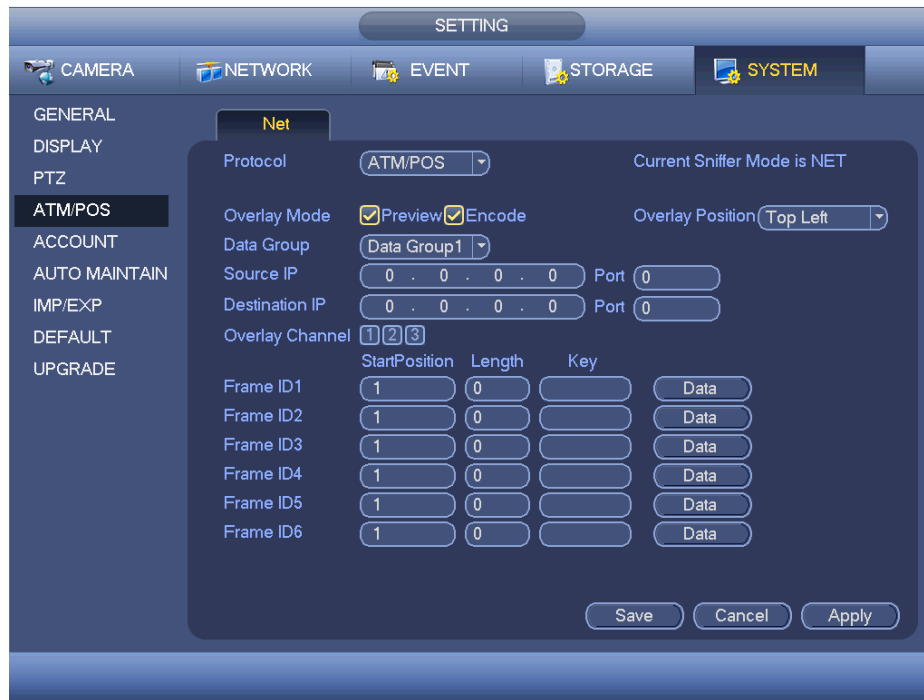 SETTING
CAMERA NETWORK EVENT STORAGE SYSTEM
GENERAL
DISPLAY
PTZ
ATM/POS
ACCOUNT
AUTO MAINTAIN
IMP/EXP
DEFAULT
UPGRADE
Net
Protocol ATM/POS Current Sniffer Mode is NET
Overlay Mode Preview Encode Overlay Position Top Left
Data Group Data Group1
Source IP 0 . 0 . 0 . 0 Port 0
Destination IP 0 . 0 . 0 . 0 Port 0
Overlay Channel 1 2 3
StartPosition Length Key
Frame ID1 1 0 Data
Frame ID2 1 0 Data
Frame ID3 1 0 Data
Frame ID4 1 0 Data
Frame ID5 1 0 Data
Frame ID6 1 0 Data
Save Cancel Apply